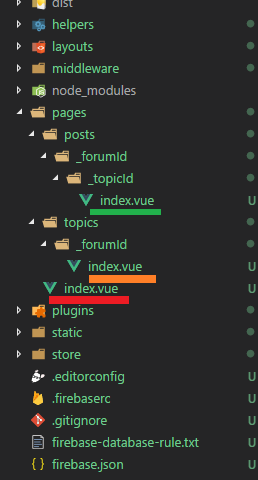 dist
helpers
layouts
middleware
node_modules
pages
posts
_forumId
_topicId
index.vue U
topics
_forumId
index.vue U
index.vue U
plugins
static
store
.editorconfig U
.firebaserc U
.gitignore U
firebase-database-rule.txt U
{ } firebase.json U